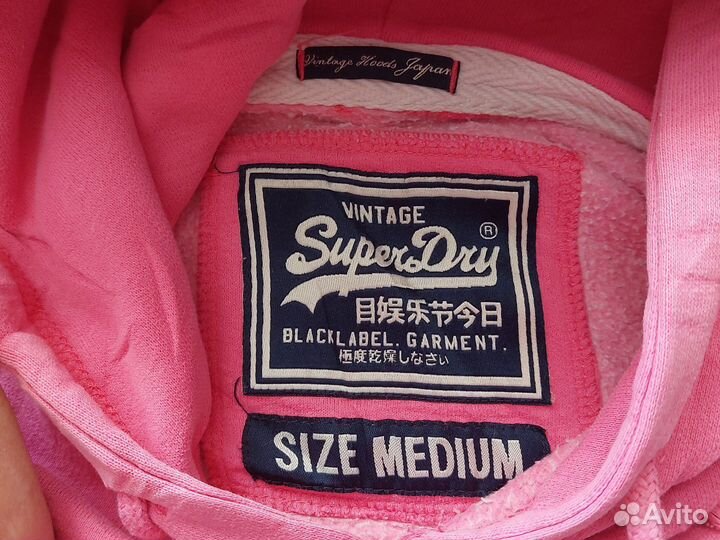 Vintage Hoods Japan
VINTAGE
SuperDry ®
目娱乐节今日
BLACKLABEL. GARMENT.
極度乾燥しなさい
SIZE MEDIUM
Avito